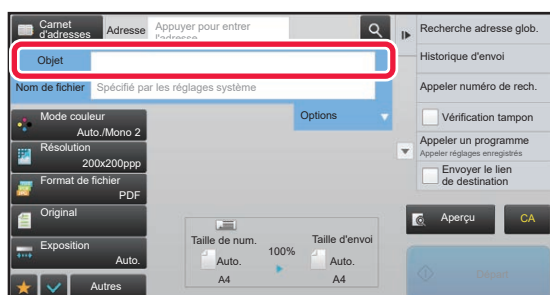 Carnet
d'adresses
Adresse
Appuyer pour entrer
l'adresse
Recherche adresse glob.
Objet
Historique d'envoi
Nom de fichier
Spécifié par les réglages système
Appeler numéro de rech.
Mode couleur
Auto./Mono 2
Options
Vérification tampon
Résolution
200x200ppp
Appeler un programme
Appeler réglages enregistrés
Format de fichier
PDF
Envoyer le lien
de destination
Original
Aperçu
CA
Exposition
Auto.
Taille de num.
Auto.
A4
100%
Taille d'envoi
Auto.
A4
Autres
Départ